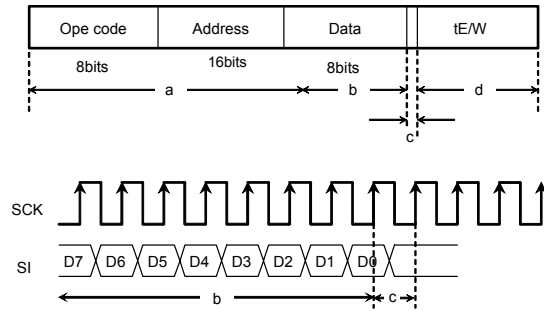 Ope code Address Data tE/W
8bits 16bits 8bits
a b d
c
SCK
SI D7 D6 D5 D4 D3 D2 D1 D0
b c